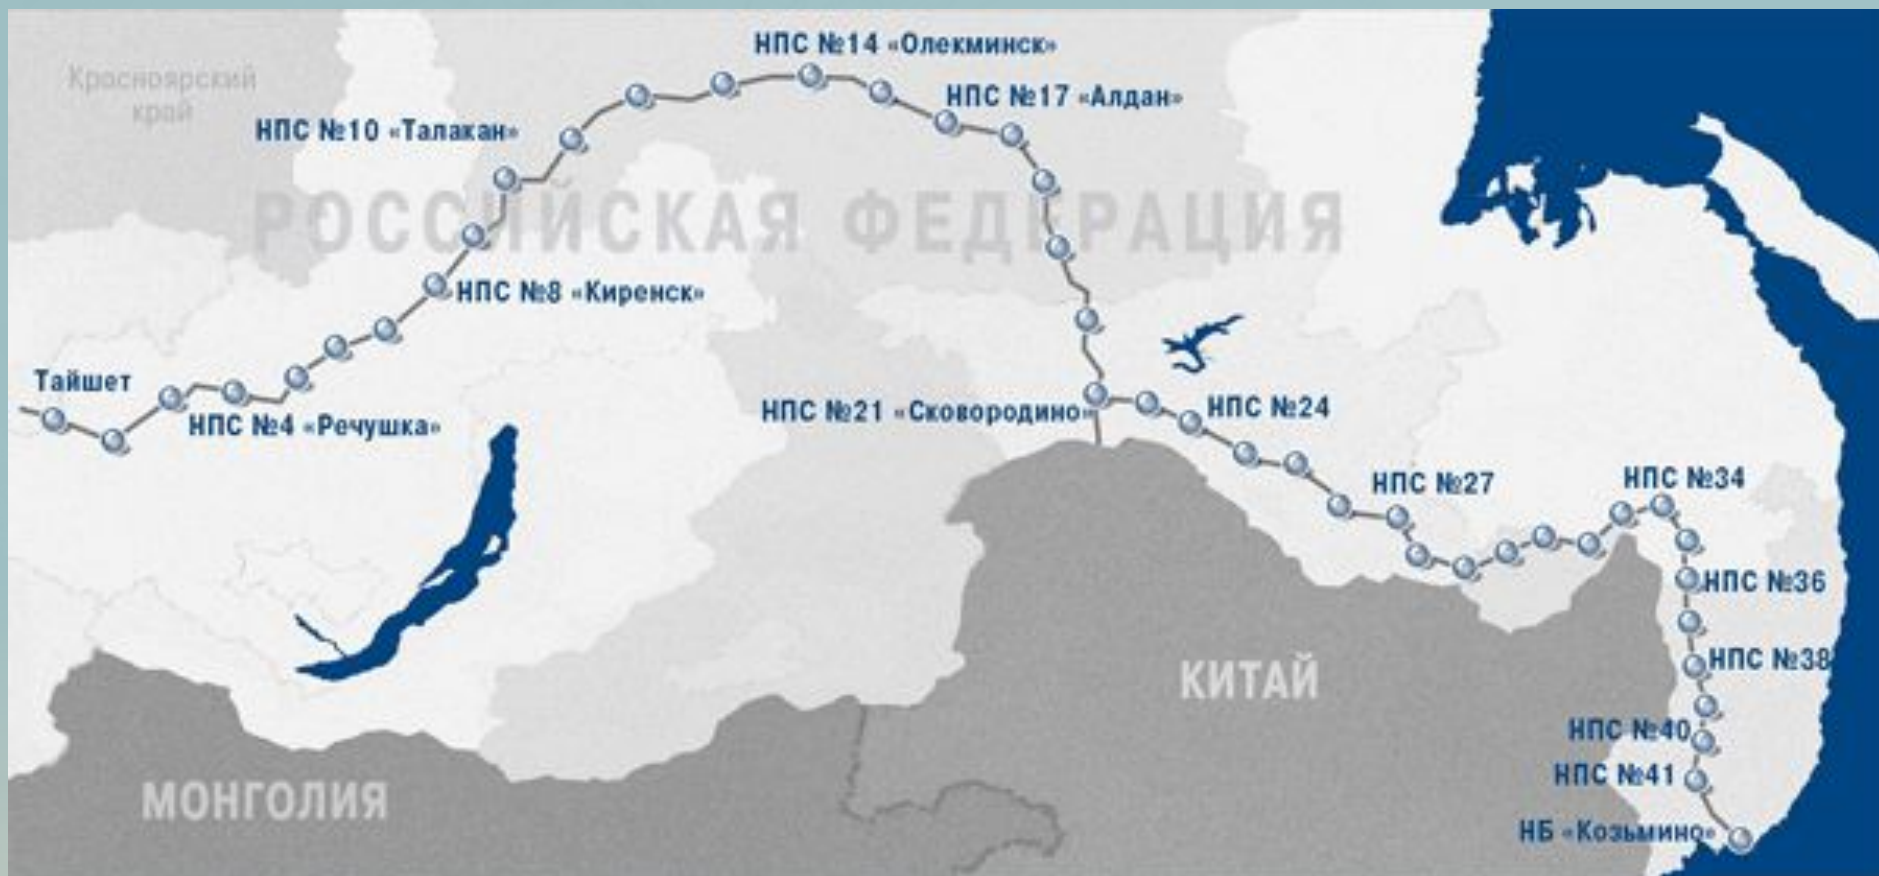 НПС №14 «Олекминск»
Красноярский
край
НПС №17 «Алдан»
НПС №10 «Талакан»
РОССИЙСКАЯ ФЕДЕРАЦИЯ
НПС №8 «Киренск»
Тайшет
НПС №4 «Речушка»
НПС №21 «Сковородино»
НПС №24
НПС №27
НПС №34
НПС №36
НПС №38
КИТАЙ
НПС №40
НПС №41
МОНГОЛИЯ
НБ «Козьмино»